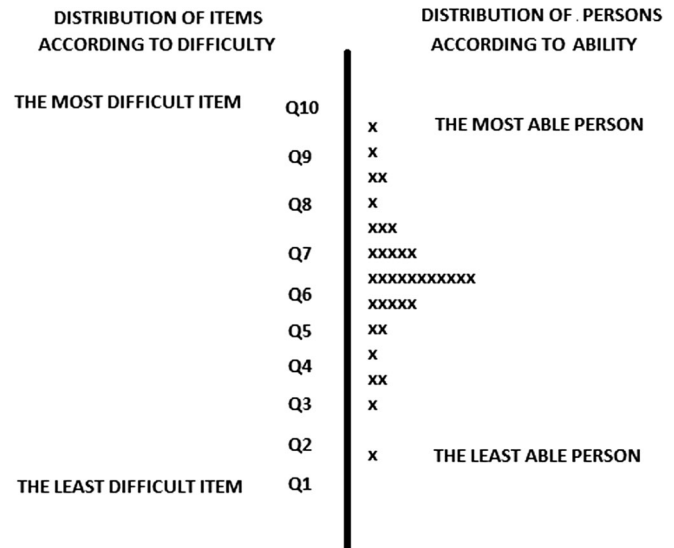 DISTRIBUTION OF ITEMS
ACCORDING TO DIFFICULTY
DISTRIBUTION OF . PERSONS
ACCORDING TO ABILITY
THE MOST DIFFICULT ITEM
Q10
x
THE MOST ABLE PERSON
Q9
x
xx
Q8
x
xxx
Q7
xxxxx
xxxxxxxxxxx
Q6
xxxxx
Q5
xx
Q4
x
xx
Q3
x
Q2
x
THE LEAST ABLE PERSON
THE LEAST DIFFICULT ITEM
Q1